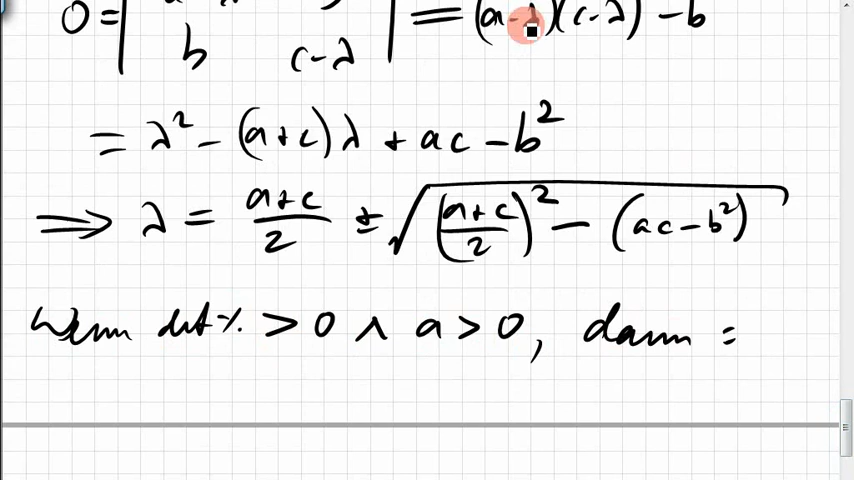 0 = | b c-λ | = (a-λ)(c-λ) - b
= λ² - (a+c)λ + ac - b²
⟹ λ = (a+c)/2 ± √(((a+c)/2)² - (ac-b²))
Wenn det % > 0 ∧ a > 0, dann =